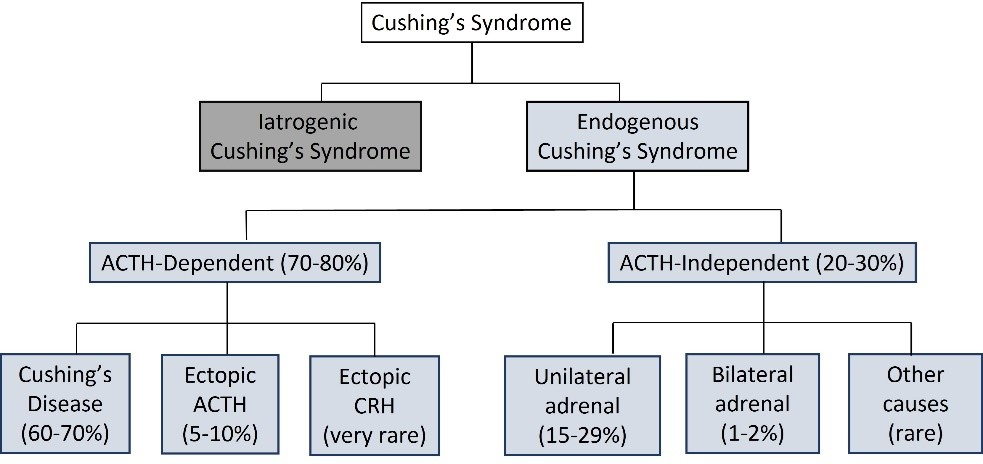 Cushing’s Syndrome
Iatrogenic
Cushing’s Syndrome
Endogenous
Cushing’s Syndrome
ACTH-Dependent (70-80%)
ACTH-Independent (20-30%)
Cushing’s
Disease
(60-70%)
Ectopic
ACTH
(5-10%)
Ectopic
CRH
(very rare)
Unilateral
adrenal
(15-29%)
Bilateral
adrenal
(1-2%)
Other
causes
(rare)